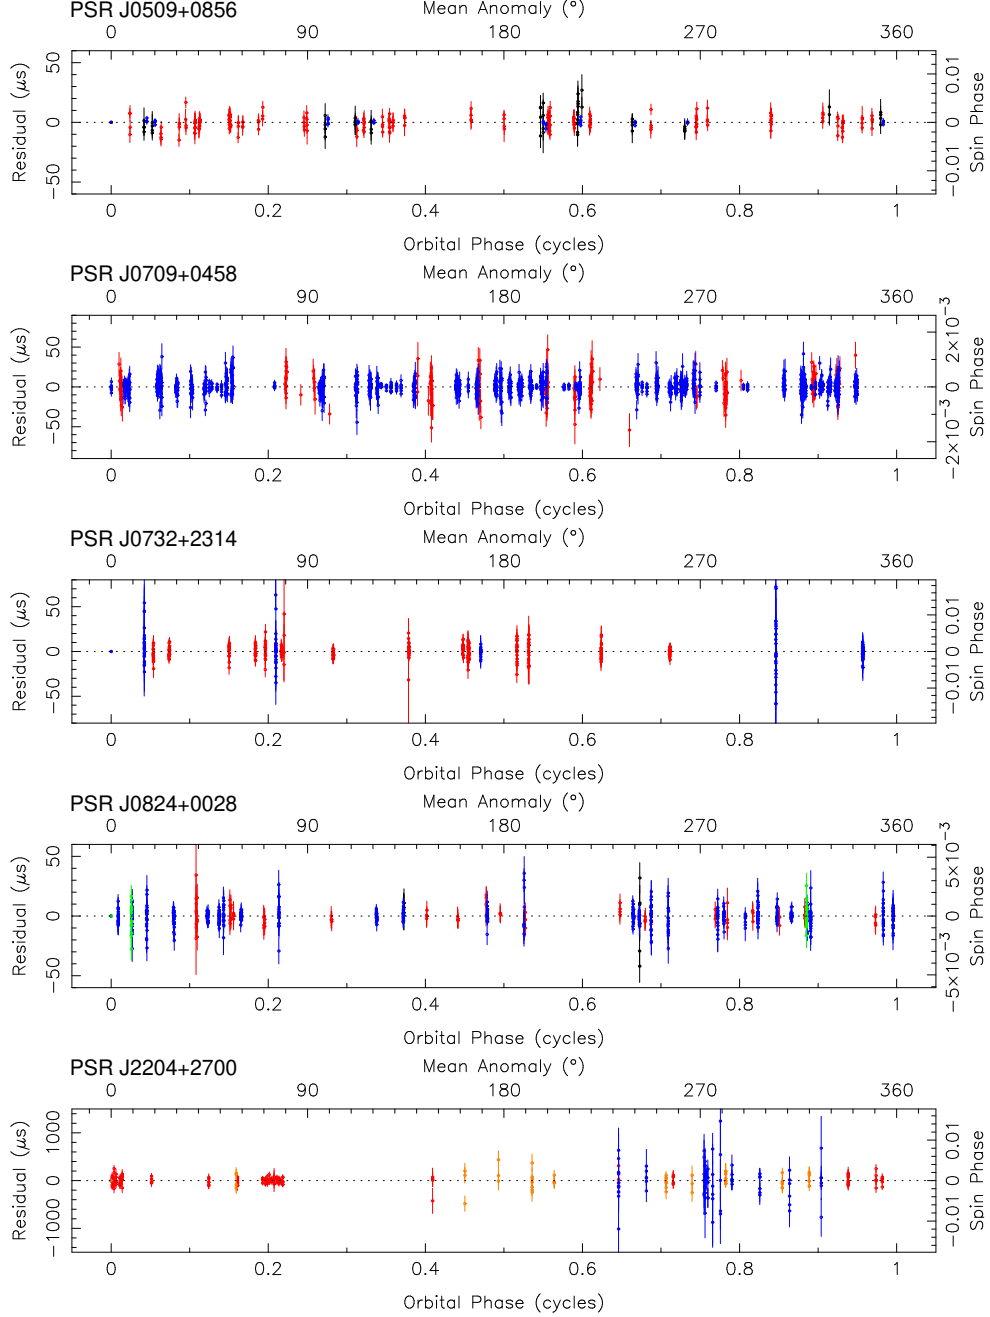 PSR J0509+0856
Mean Anomaly (°)
0 90 180 270 360
Residual (μs)
50
0
−50
Spin Phase
0.01
0
−0.01
0 0.2 0.4 0.6 0.8 1
Orbital Phase (cycles)
PSR J0709+0458
Mean Anomaly (°)
0 90 180 270 360
Residual (μs)
50
0
−50
Spin Phase
2×10⁻³
0
−2×10⁻³
0 0.2 0.4 0.6 0.8 1
Orbital Phase (cycles)
PSR J0732+2314
Mean Anomaly (°)
0 90 180 270 360
Residual (μs)
50
0
−50
Spin Phase
0.01
0
−0.01
0 0.2 0.4 0.6 0.8 1
Orbital Phase (cycles)
PSR J0824+0028
Mean Anomaly (°)
0 90 180 270 360
Residual (μs)
50
0
−50
Spin Phase
5×10⁻³
0
−5×10⁻³
0 0.2 0.4 0.6 0.8 1
Orbital Phase (cycles)
PSR J2204+2700
Mean Anomaly (°)
0 90 180 270 360
Residual (μs)
1000
0
−1000
Spin Phase
0.01
0
−0.01
0 0.2 0.4 0.6 0.8 1
Orbital Phase (cycles)